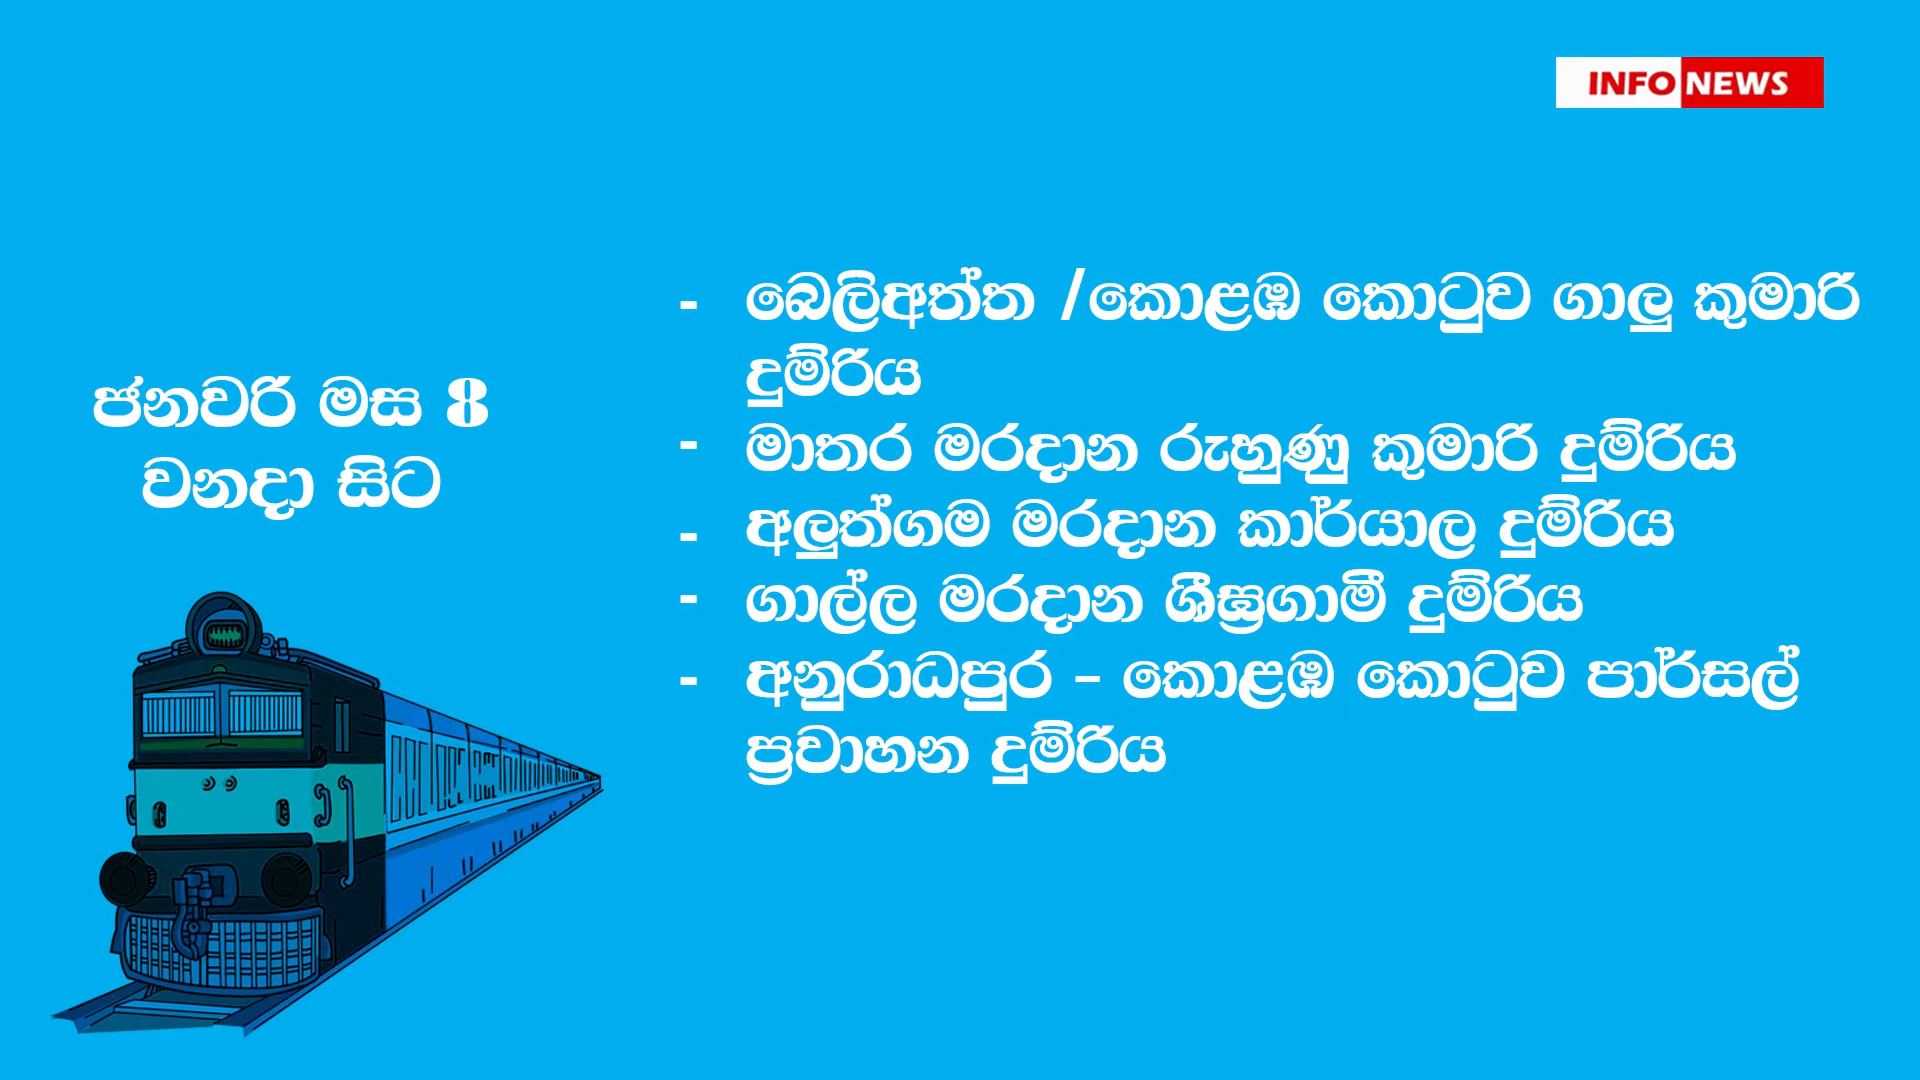 INFO NEWS
ජනවරි මස 8
වනදා සිට
- බෙලිඅත්ත /කොළඹ කොටුව ගාලු කුමාරි
දුම්රිය
- මාතර මරදාන රුහුණු කුමාරි දුම්රිය
- අලුත්ගම මරදාන කාර්යාල දුම්රිය
- ගාල්ල මරදාන ශීඝ්‍රගාමී දුම්රිය
- අනුරාධපුර – කොළඹ කොටුව පාර්සල්
ප්‍රවාහන දුම්රිය